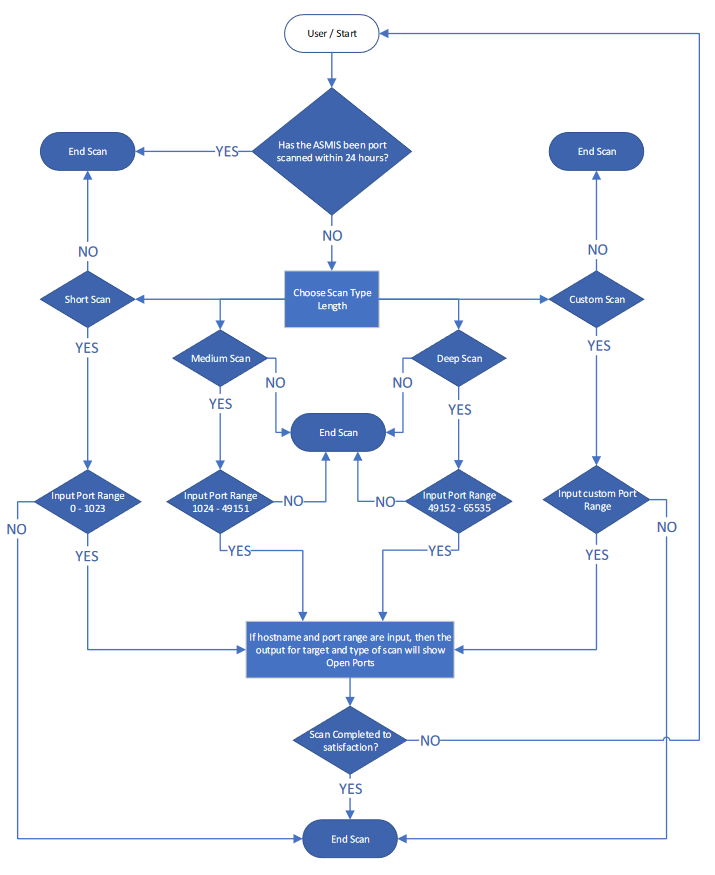 User / Start
Has the ASMIS been port
scanned within 24 hours?
YES
End Scan
End Scan
NO
NO
NO
Choose Scan Type
Length
Short Scan
Custom Scan
YES
YES
Medium Scan
Deep Scan
NO
NO
YES
YES
End Scan
Input Port Range
0 - 1023
Input Port Range
1024 - 49151
NO
NO
Input Port Range
49152 - 65535
Input custom Port
Range
NO
NO
YES
YES
YES
YES
If hostname and port range are input, then the
output for target and type of scan will show
Open Ports
Scan Completed to
satisfaction?
NO
YES
End Scan